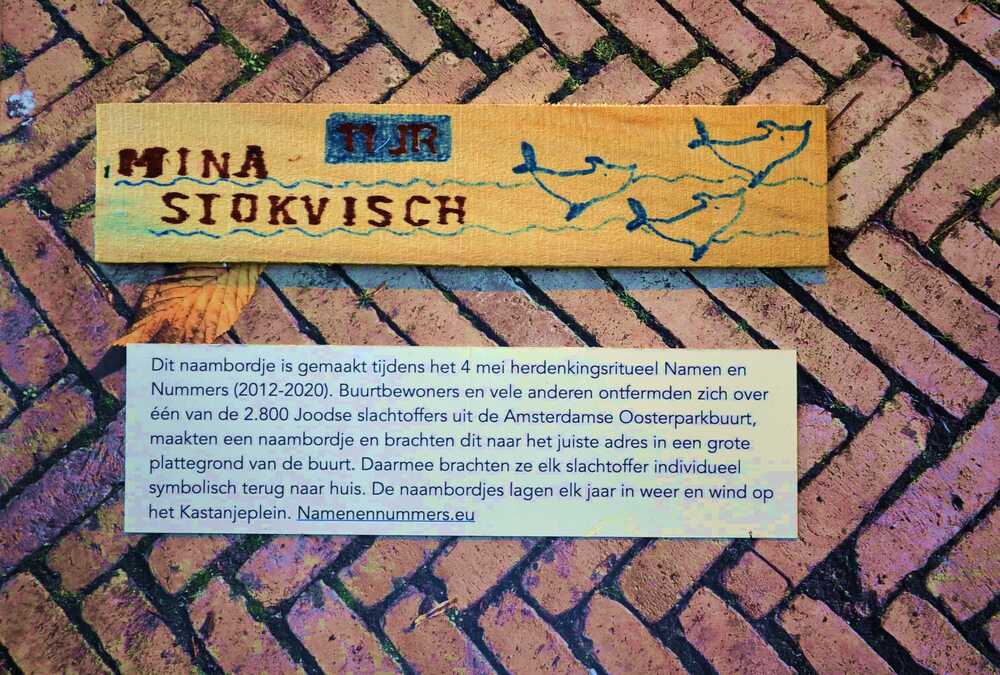 MINA 11 JR
STOKVISCH
Dit naambordje is gemaakt tijdens het 4 mei herdenkingsritueel Namen en
Nummers (2012-2020). Buurtbewoners en vele anderen ontfermden zich over
één van de 2.800 Joodse slachtoffers uit de Amsterdamse Oosterparkbuurt,
maakten een naambordje en brachten dit naar het juiste adres in een grote
plattegrond van de buurt. Daarmee brachten ze elk slachtoffer individueel
symbolisch terug naar huis. De naambordjes lagen elk jaar in weer en wind op
het Kastanjeplein. Namenennummers.eu